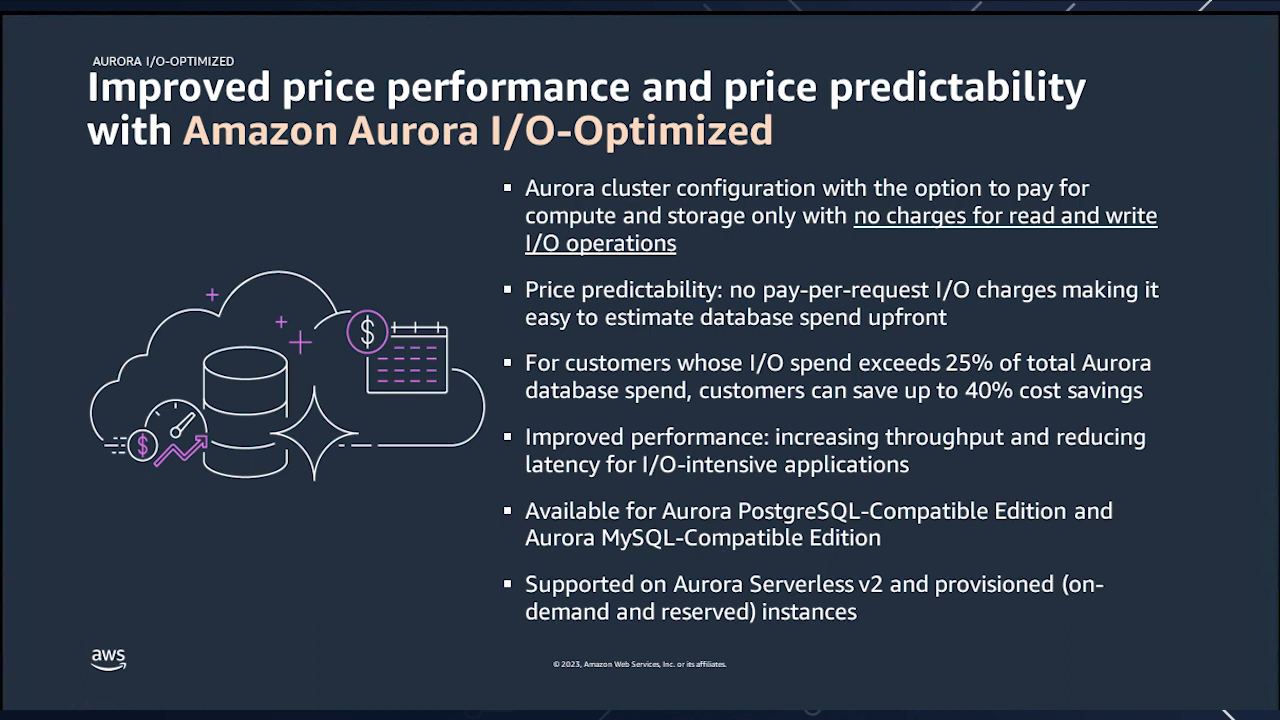 AURORA I/O-OPTIMIZED
Improved price performance and price predictability
with Amazon Aurora I/O-Optimized
▪ Aurora cluster configuration with the option to pay for
compute and storage only with no charges for read and write
I/O operations
▪ Price predictability: no pay-per-request I/O charges making it
easy to estimate database spend upfront
▪ For customers whose I/O spend exceeds 25% of total Aurora
database spend, customers can save up to 40% cost savings
▪ Improved performance: increasing throughput and reducing
latency for I/O-intensive applications
▪ Available for Aurora PostgreSQL-Compatible Edition and
Aurora MySQL-Compatible Edition
▪ Supported on Aurora Serverless v2 and provisioned (on-
demand and reserved) instances
$
$
aws
© 2023, Amazon Web Services, Inc. or its affiliates.